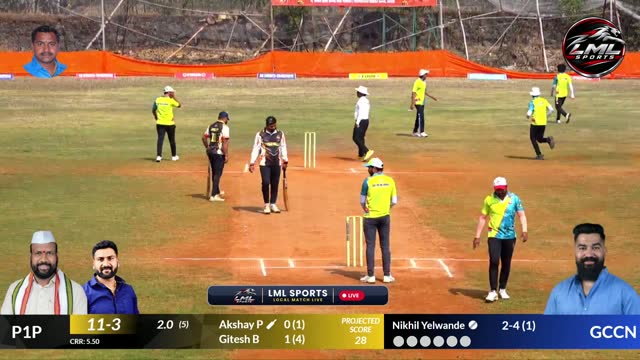 LML
SPORTS
LML SPORTS
LOCAL MATCH LIVE
LIVE
P1P
11-3
2.0 (5)
CRR: 5.50
Akshay P 0 (1)
Gitesh B 1 (4)
PROJECTED
SCORE
28
Nikhil Yelwande 2-4 (1)
GCCN